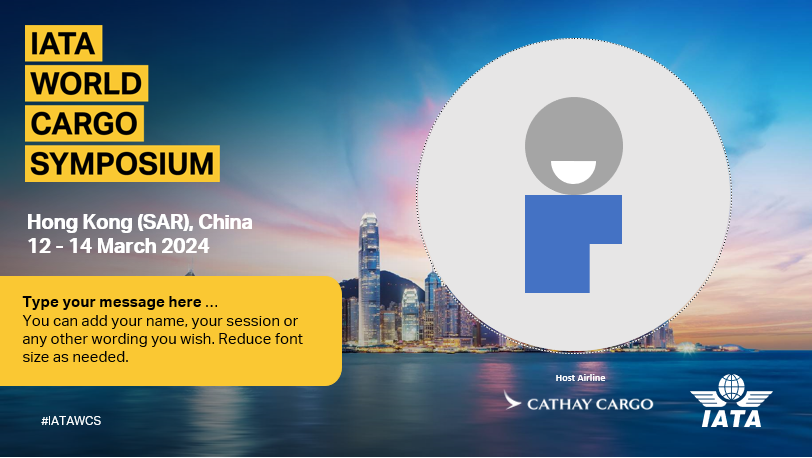 IATA
WORLD
CARGO
SYMPOSIUM
Hong Kong (SAR), China
12 - 14 March 2024
Type your message here ...
You can add your name, your session or
any other wording you wish. Reduce font
size as needed.
Host Airline
CATHAY CARGO
IATA
#IATAWCS